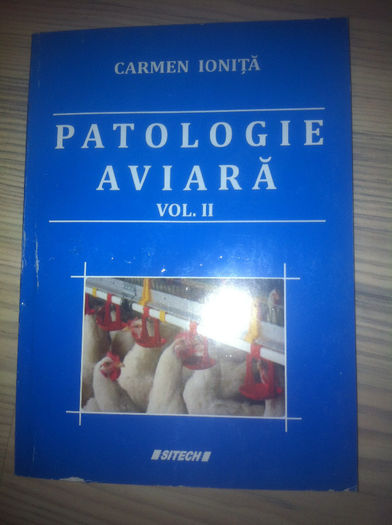 CARMEN IONIȚĂ
PATOLOGIE
AVIARĂ
VOL. II
SITECH